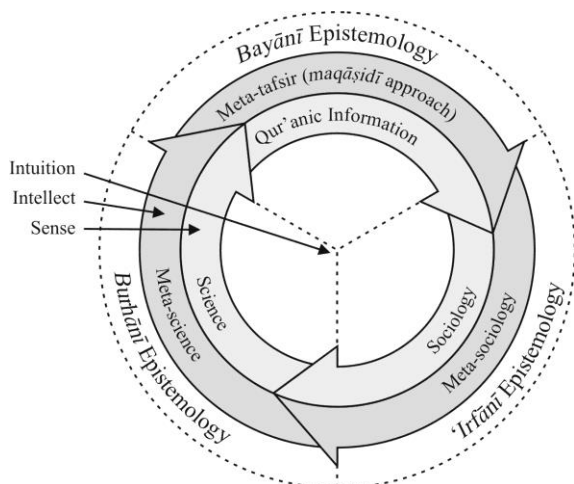 Bayānī Epistemology
Meta-tafsir (maqāṣidī approach)
Qur’anic Information
Intuition
Intellect
Sense
Science
Meta-science
Burhānī Epistemology
Sociology
Meta-sociology
‘Irfānī Epistemology